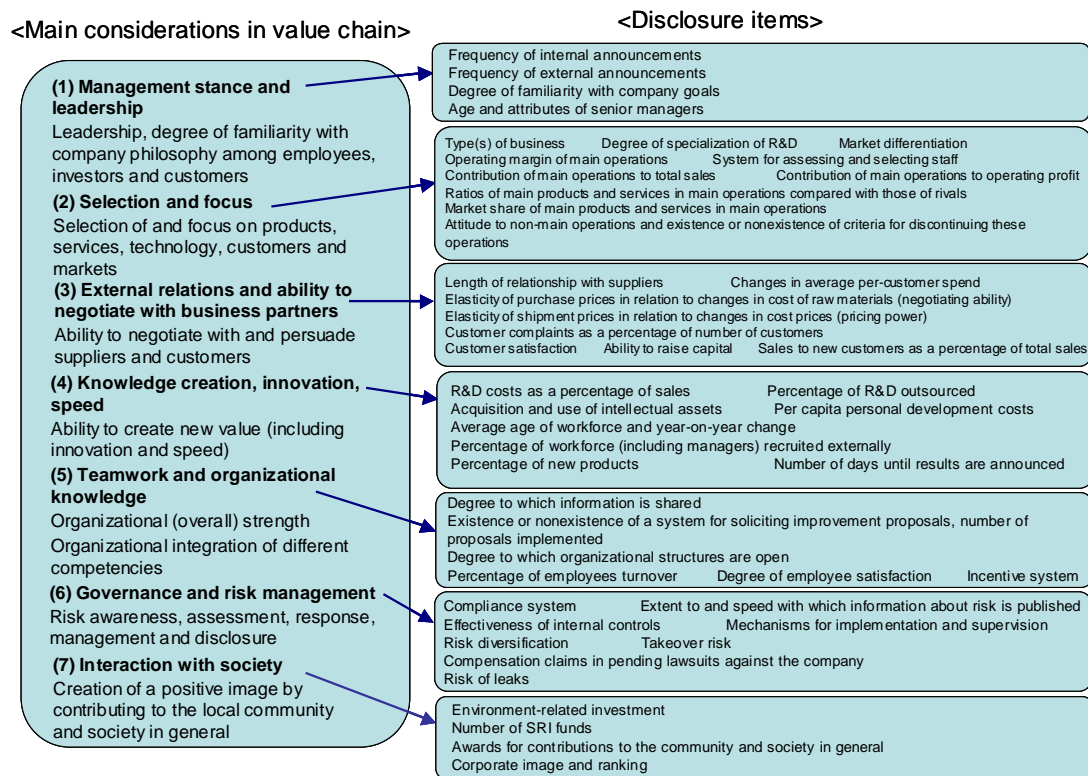 <Main considerations in value chain>
(1) Management stance and
leadership
Leadership, degree of familiarity with
company philosophy among employees,
investors and customers
(2) Selection and focus
Selection of and focus on products,
services, technology, customers and
markets
(3) External relations and ability to
negotiate with business partners
Ability to negotiate with and persuade
suppliers and customers
(4) Knowledge creation, innovation,
speed
Ability to create new value (including
innovation and speed)
(5) Teamwork and organizational
knowledge
Organizational (overall) strength
Organizational integration of different
competencies
(6) Governance and risk management
Risk awareness, assessment, response,
management and disclosure
(7) Interaction with society
Creation of a positive image by
contributing to the local community
and society in general
<Disclosure items>
Frequency of internal announcements
Frequency of external announcements
Degree of familiarity with company goals
Age and attributes of senior managers
Type(s) of business Degree of specialization of R&D Market differentiation
Operating margin of main operations System for assessing and selecting staff
Contribution of main operations to total sales Contribution of main operations to operating profit
Ratios of main products and services in main operations compared with those of rivals
Market share of main products and services in main operations
Attitude to non-main operations and existence or nonexistence of criteria for discontinuing these
operations
Length of relationship with suppliers Changes in average per-customer spend
Elasticity of purchase prices in relation to changes in cost of raw materials (negotiating ability)
Elasticity of shipment prices in relation to changes in cost prices (pricing power)
Customer complaints as a percentage of number of customers
Customer satisfaction Ability to raise capital Sales to new customers as a percentage of total sales
R&D costs as a percentage of sales Percentage of R&D outsourced
Acquisition and use of intellectual assets Per capita personal development costs
Average age of workforce and year-on-year change
Percentage of workforce (including managers) recruited externally
Percentage of new products Number of days until results are announced
Degree to which information is shared
Existence or nonexistence of a system for soliciting improvement proposals, number of
proposals implemented
Degree to which organizational structures are open
Percentage of employees turnover Degree of employee satisfaction Incentive system
Compliance system Extent to and speed with which information about risk is published
Effectiveness of internal controls Mechanisms for implementation and supervision
Risk diversification Takeover risk
Compensation claims in pending lawsuits against the company
Risk of leaks
Environment-related investment
Number of SRI funds
Awards for contributions to the community and society in general
Corporate image and ranking